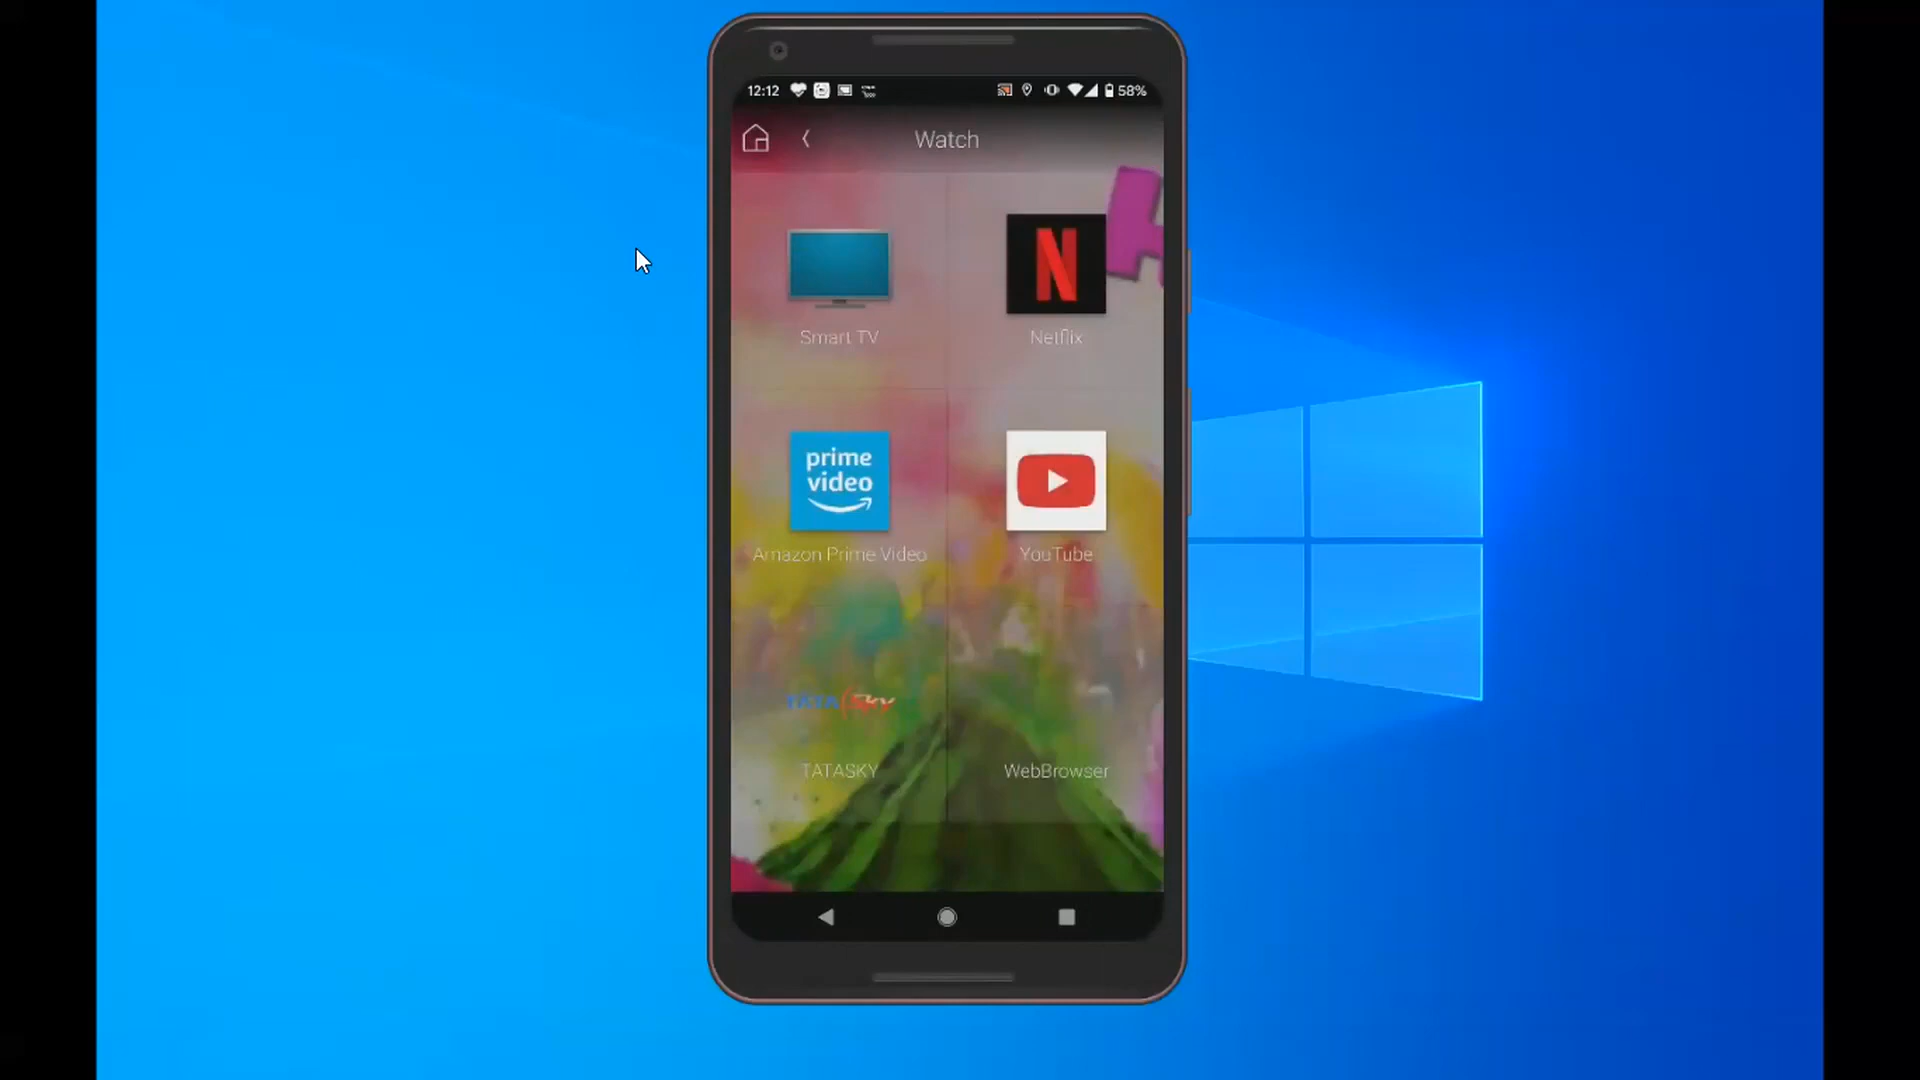 12:12 58%
Watch
N
Smart TV Netflix
prime
video
Amazon Prime Video YouTube
TATA Sky
TATASKY WebBrowser